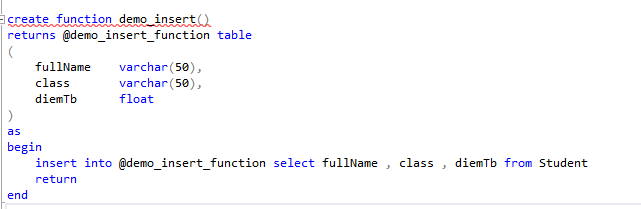 create function demo_insert()
returns @demo_insert_function table
(
    fullName    varchar(50),
    class       varchar(50),
    diemTb      float
)
as
begin
    insert into @demo_insert_function select fullName , class , diemTb from Student
    return
end